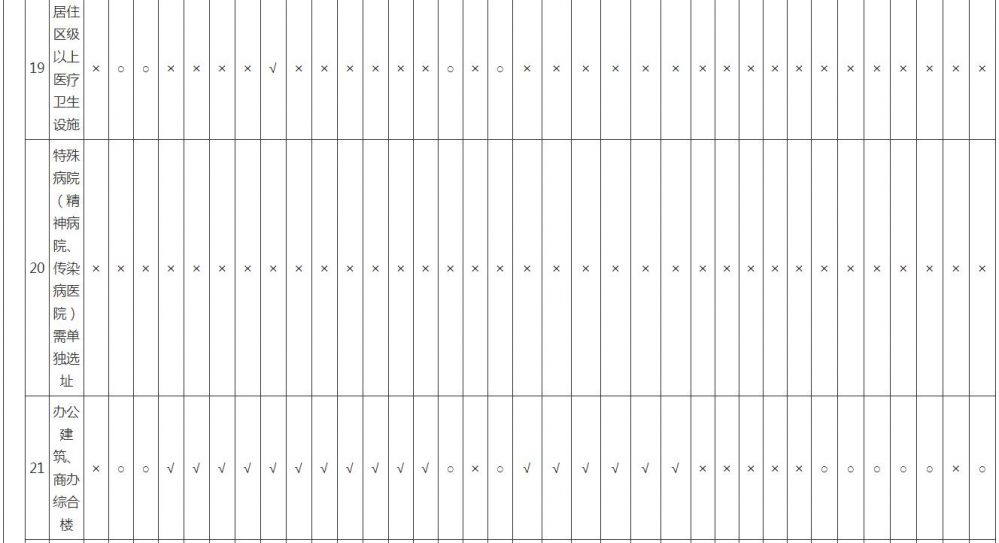 19
居住
区级
以上
医疗
卫生
设施
× ○ ○ × × × × √ × × × × × × ○ × ○ × × × × × × × × × × × × × × × × × ×
20
特殊
病院
（精
神病
院、
传染
病医
院）
需单
独选
址
× × × × × × × × × × × × × × × × × × × × × × × × × × × × × × × × × × ×
21
办公
建
筑、
商办
综合
楼
× ○ ○ √ √ √ √ √ √ √ √ √ √ √ ○ × ○ √ √ √ √ √ √ × × × × × ○ ○ ○ ○ ○ × ○